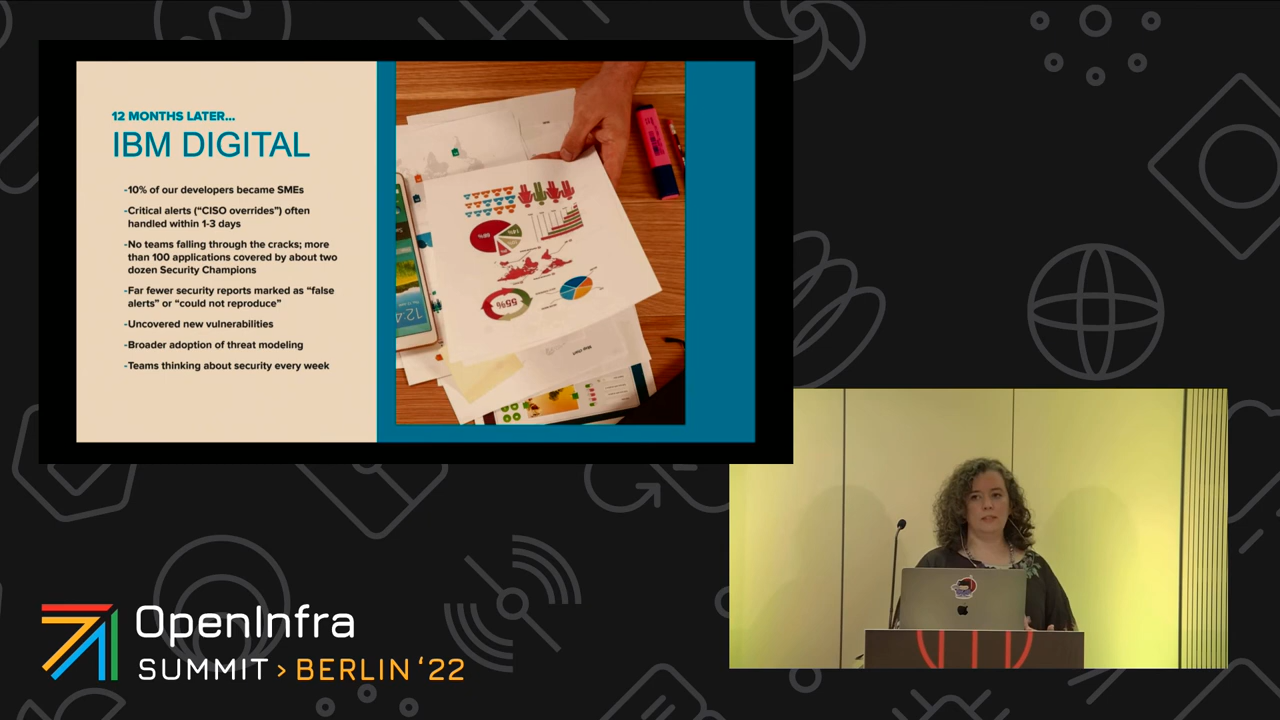 12 MONTHS LATER...
IBM DIGITAL
-10% of our developers became SMEs
-Critical alerts (“CISO overrides”) often
handled within 1-3 days
-No teams falling through the cracks; more
than 100 applications covered by about two
dozen Security Champions
-Far fewer security reports marked as “false
alerts” or “could not reproduce”
-Uncovered new vulnerabilities
-Broader adoption of threat modeling
-Teams thinking about security every week
55%
OpenInfra
SUMMIT > BERLIN ‘22